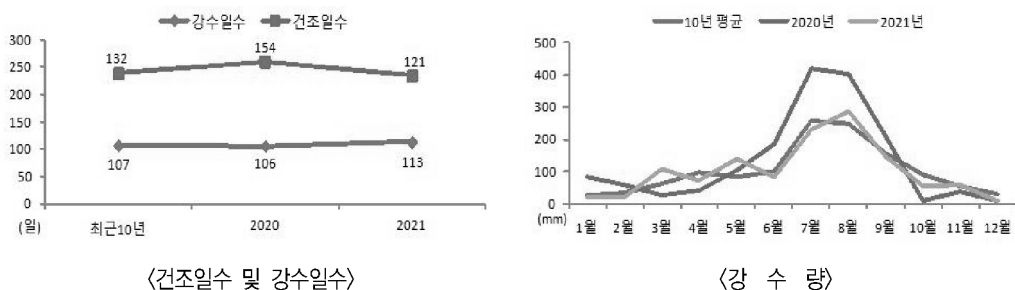 강수일수 건조일수
300
250
200
150
100
50
0
(일)
132 154 121
107 106 113
최근10년 2020 2021
〈건조일수 및 강수일수〉
10년 평균 2020년 2021년
500
400
300
200
100
0
(mm)
1월 2월 3월 4월 5월 6월 7월 8월 9월 10월 11월 12월
〈강 수 량〉